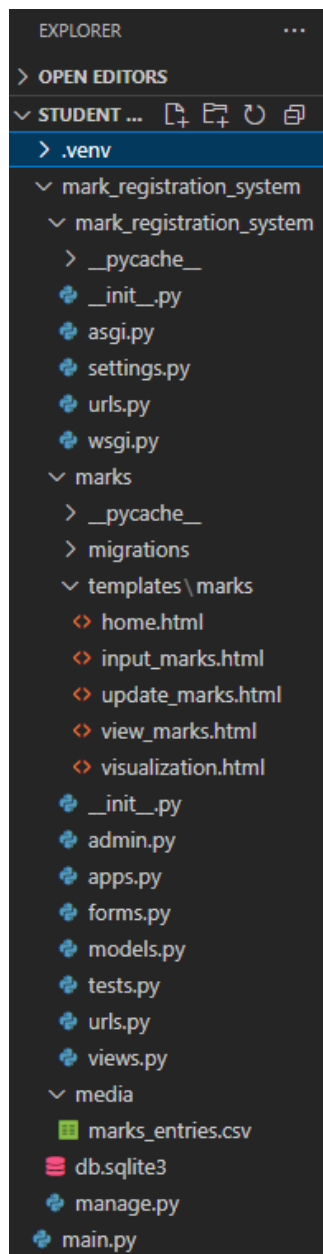 EXPLORER ...
OPEN EDITORS
STUDENT ...
.venv
mark_registration_system
mark_registration_system
__pycache__
__init__.py
asgi.py
settings.py
urls.py
wsgi.py
marks
__pycache__
migrations
templates\marks
home.html
input_marks.html
update_marks.html
view_marks.html
visualization.html
__init__.py
admin.py
apps.py
forms.py
models.py
tests.py
urls.py
views.py
media
marks_entries.csv
db.sqlite3
manage.py
main.py